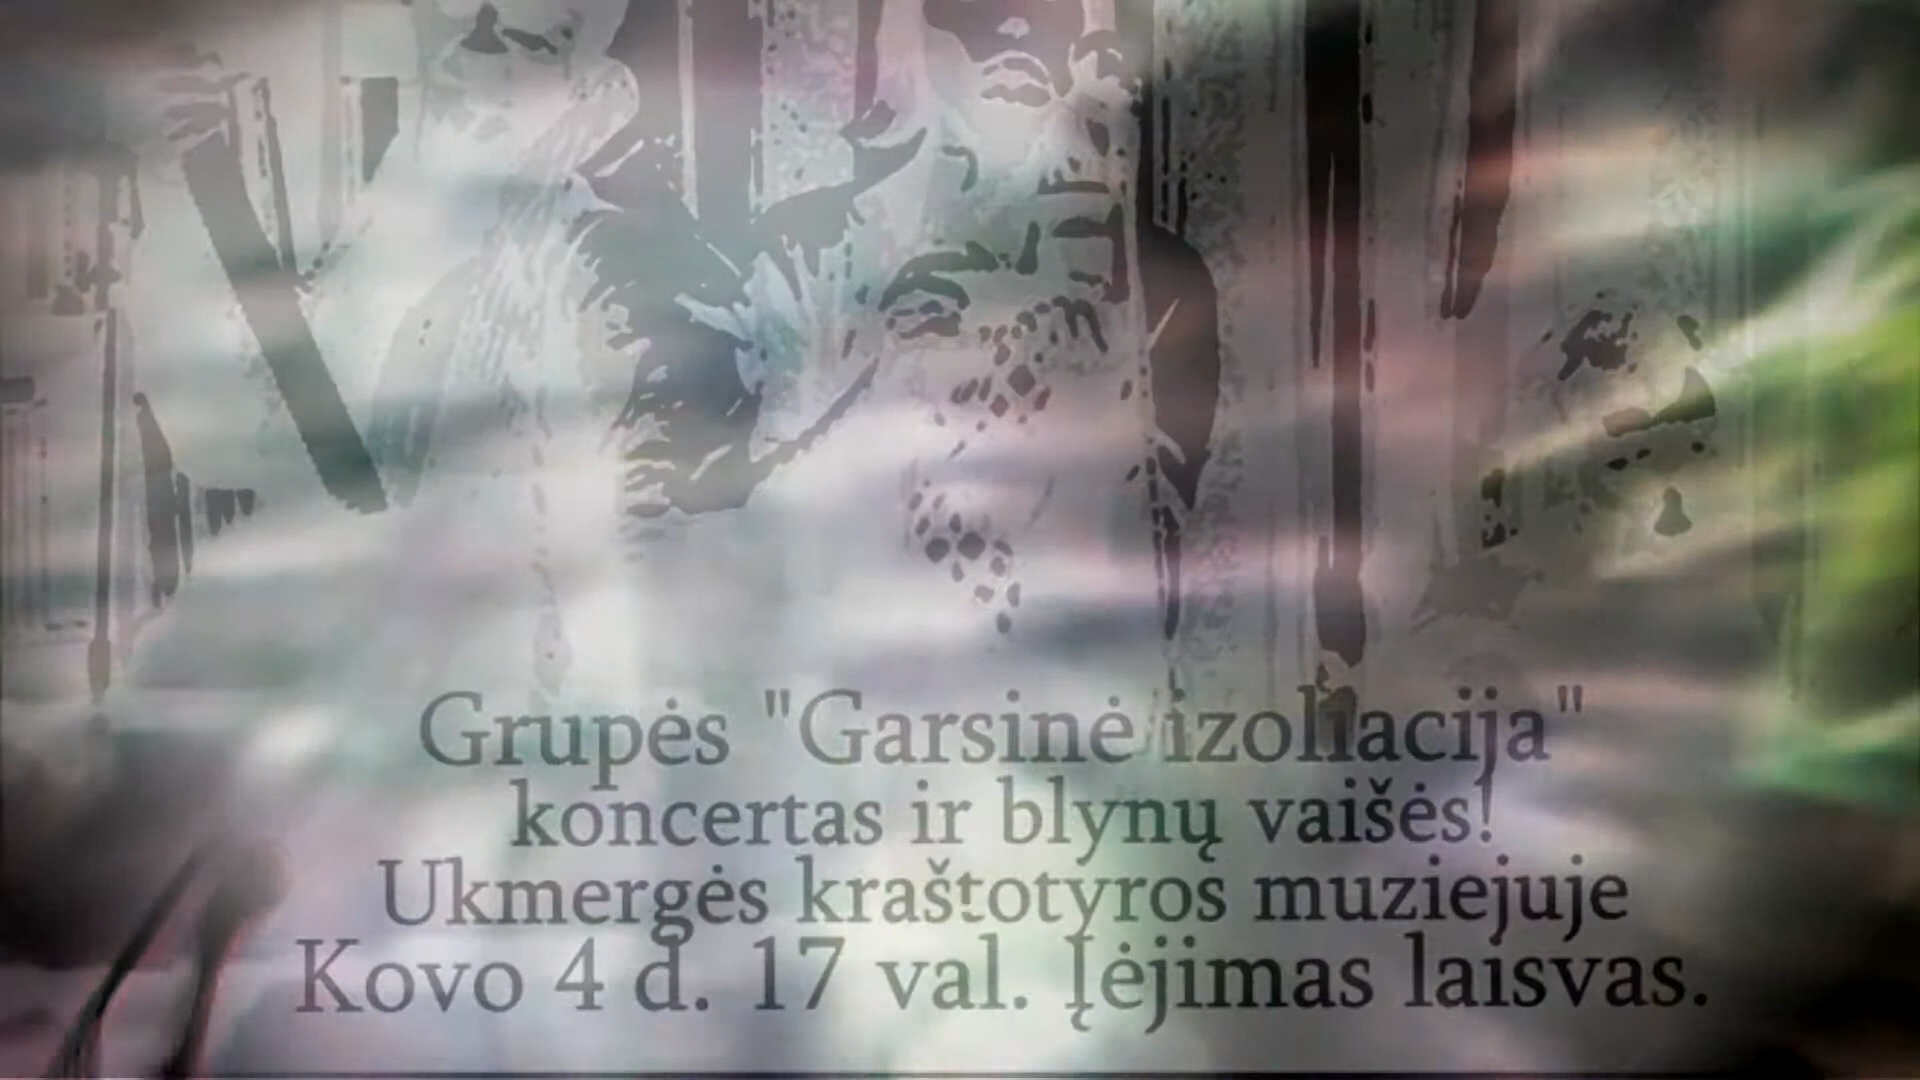 Grupės "Garsinė izoliacija"
koncertas ir blynų vaišės!
Ukmergės kraštotyros muziejuje
Kovo 4 d. 17 val. Įėjimas laisvas.